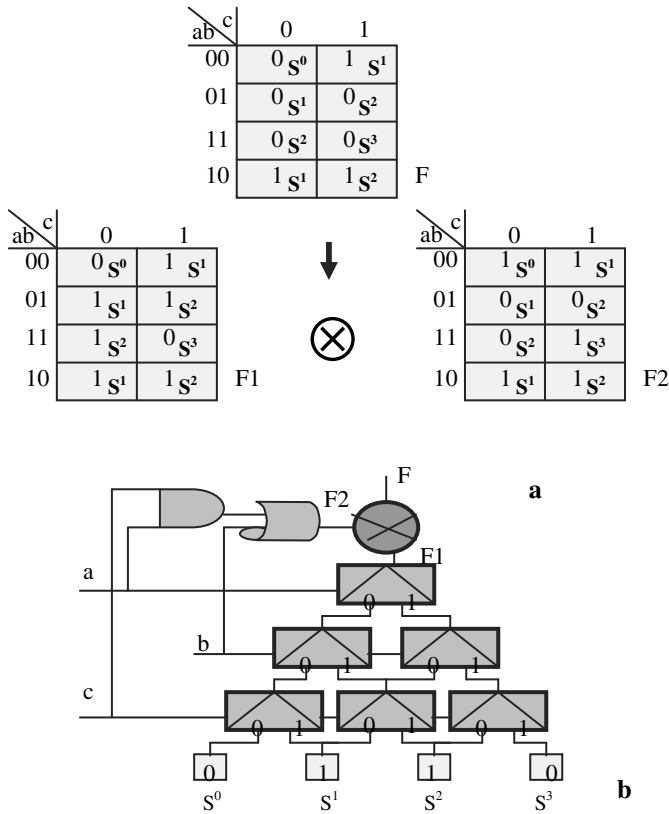 c
ab 0 1
00 0 S⁰ 1 S¹
01 0 S¹ 0 S²
11 0 S² 0 S³
10 1 S¹ 1 S² F
c
ab 0 1
00 0 S⁰ 1 S¹
01 1 S¹ 1 S²
11 1 S² 0 S³
10 1 S¹ 1 S² F1
c
ab 0 1
00 1 S⁰ 1 S¹
01 0 S¹ 0 S²
11 0 S² 1 S³
10 1 S¹ 1 S² F2
F
a
F2
F1
a
0 1
b
0 1 0 1
c
0 1 0 1 0 1
0 1 1 0
S⁰ S¹ S² S³
b